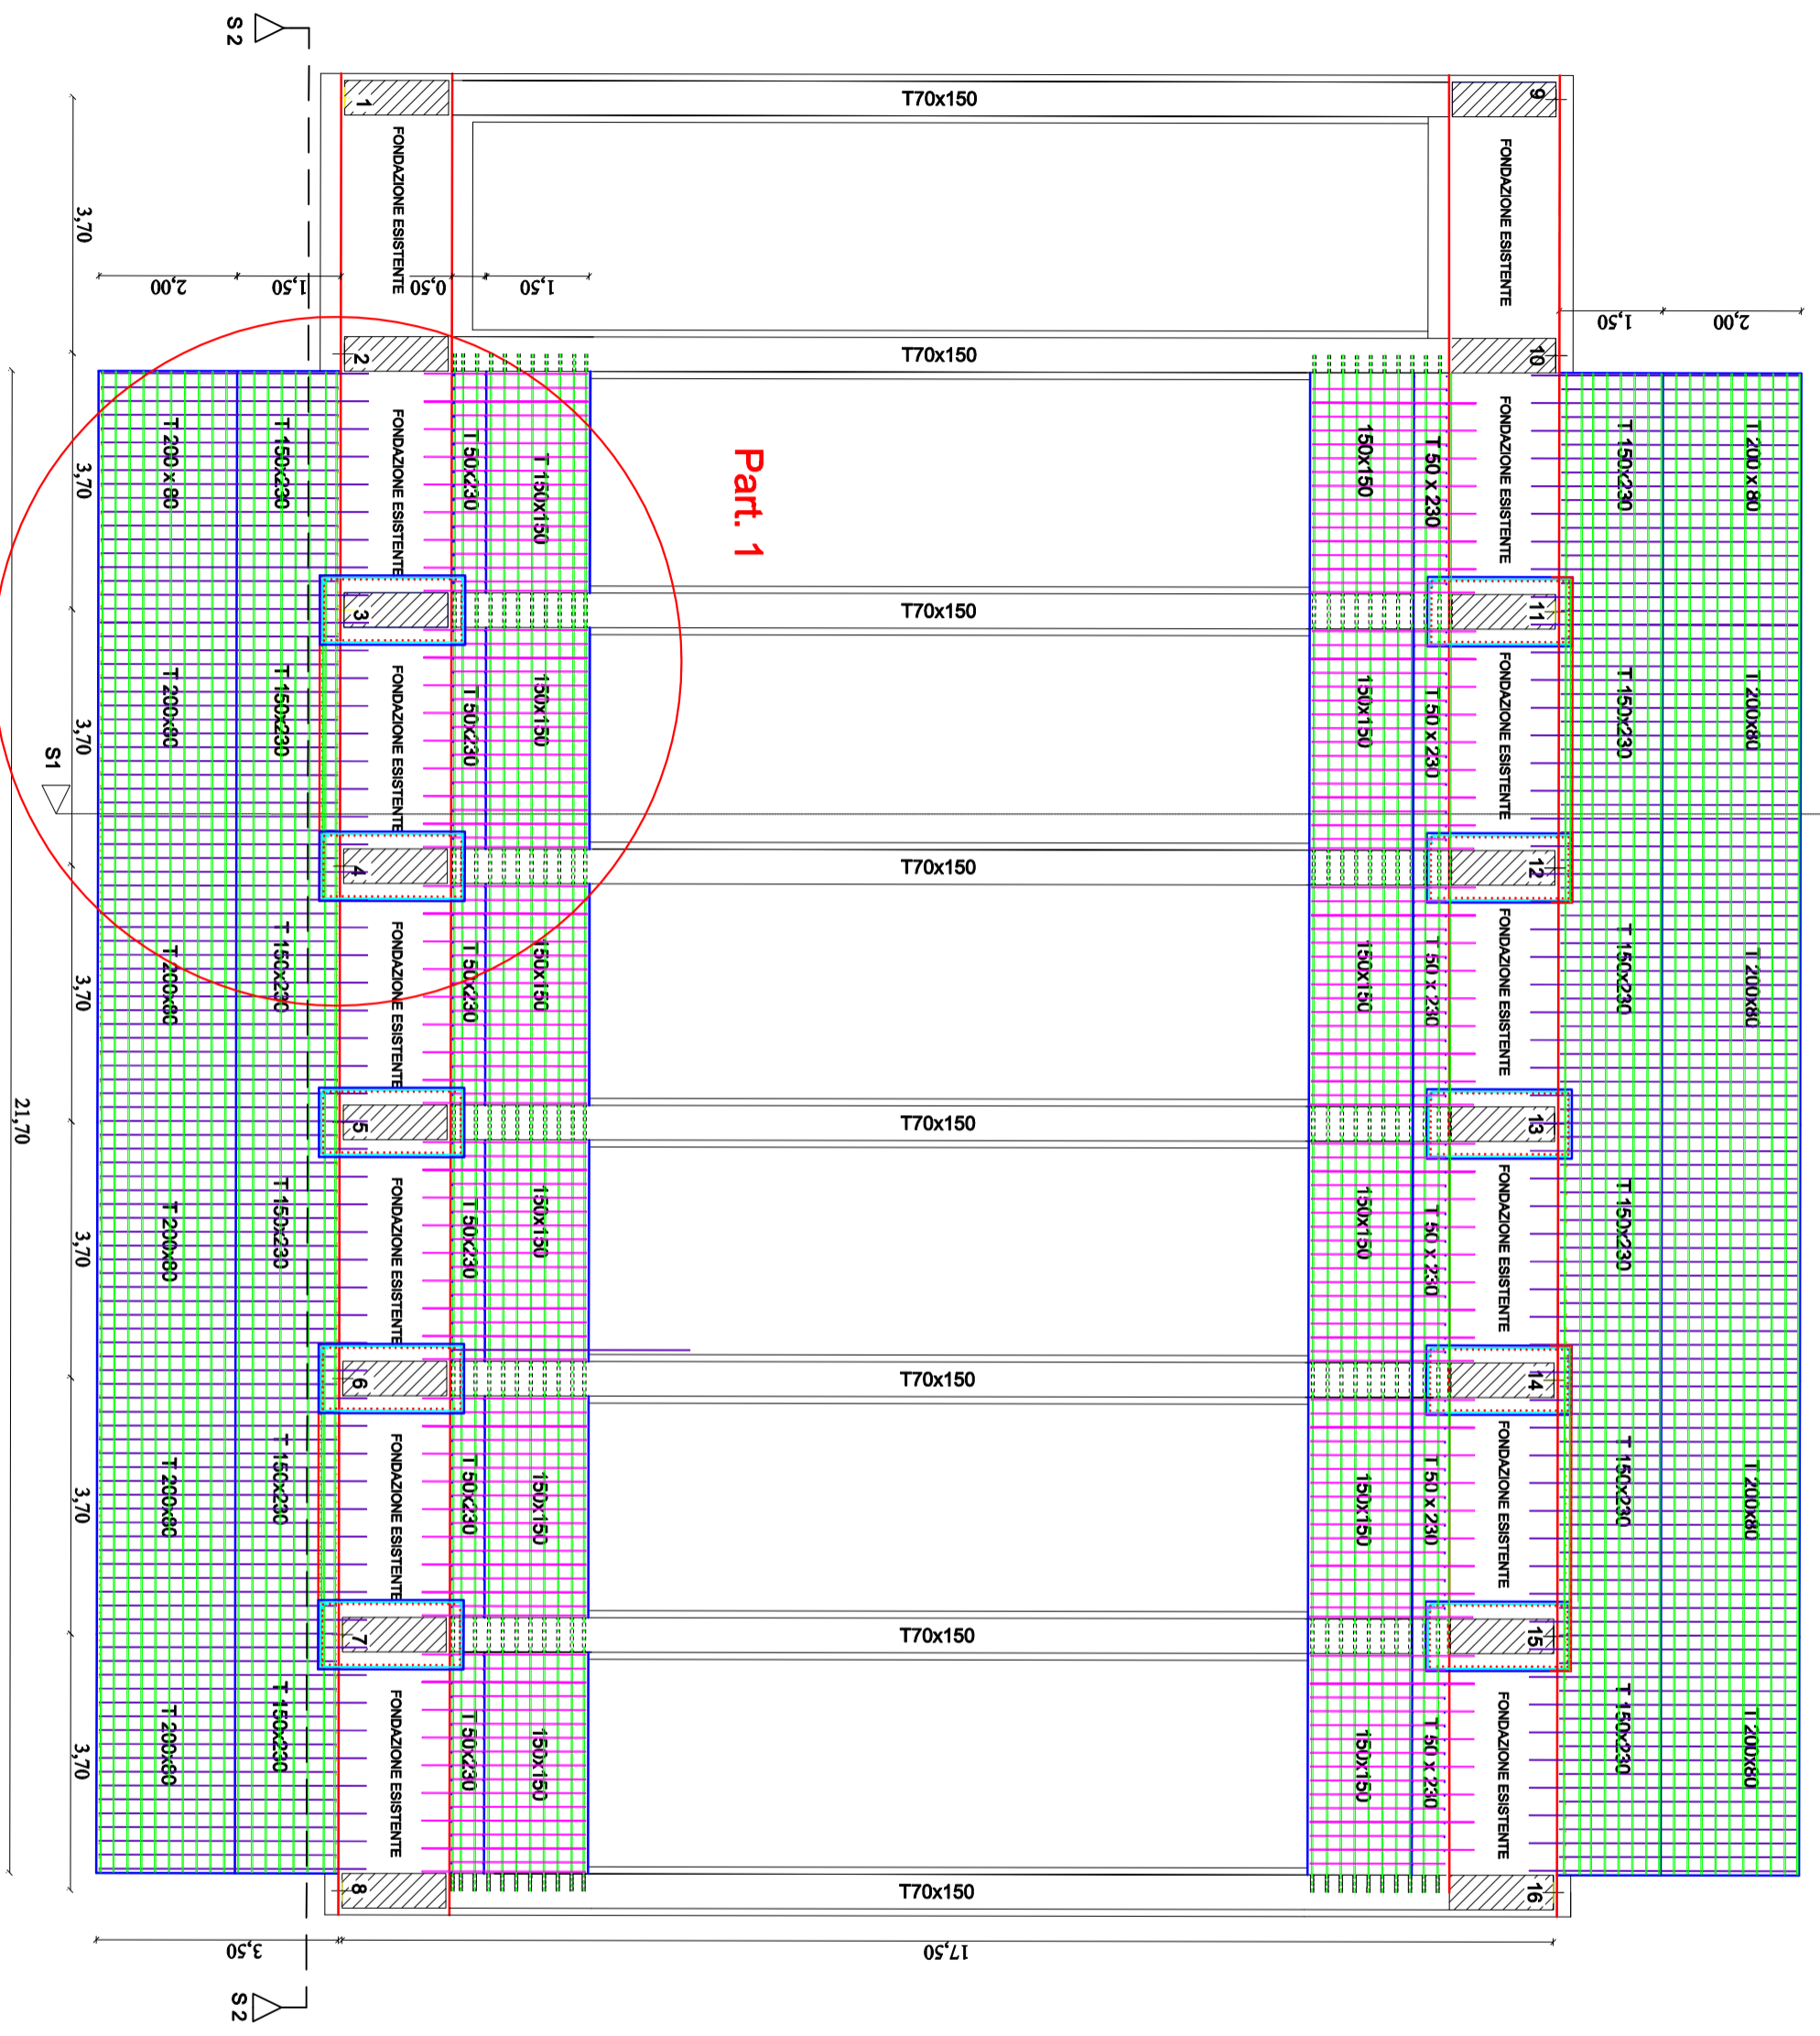 S 2
1
T70x150
9
FONDAZIONE ESISTENTE
FONDAZIONE ESISTENTE
3,70
2,00
1,50
0,50
1,50
1,50
2,00
2
T70x150
10
T 200 x 80
T 150x230
FONDAZIONE ESISTENTE
T 50x230
T 150x150
Part. 1
150x150
T 50 x 230
FONDAZIONE ESISTENTE
T 150x230
T 200 x 80
3,70
3
T70x150
11
T 200x80
T 150x230
FONDAZIONE ESISTENTE
T 50x230
150x150
150x150
T 50 x 230
FONDAZIONE ESISTENTE
T 150x230
T 200x80
3,70
S1
4
T70x150
12
T 200x80
T 150x230
FONDAZIONE ESISTENTE
T 50x230
150x150
150x150
T 50 x 230
FONDAZIONE ESISTENTE
T 150x230
T 200x80
3,70
21,70
5
T70x150
13
T 200x80
T 150x230
FONDAZIONE ESISTENTE
T 50x230
150x150
150x150
T 50 x 230
FONDAZIONE ESISTENTE
T 150x230
3,70
6
T70x150
14
T 200x80
T 150x230
FONDAZIONE ESISTENTE
T 50x230
150x150
150x150
T 50 x 230
FONDAZIONE ESISTENTE
T 150x230
T 200x80
3,70
7
T70x150
15
T 200x80
T 150x230
FONDAZIONE ESISTENTE
T 50x230
150x150
150x150
T 50 x 230
FONDAZIONE ESISTENTE
T 150x230
T 200x80
3,70
8
T70x150
16
3,50
17,50
S 2